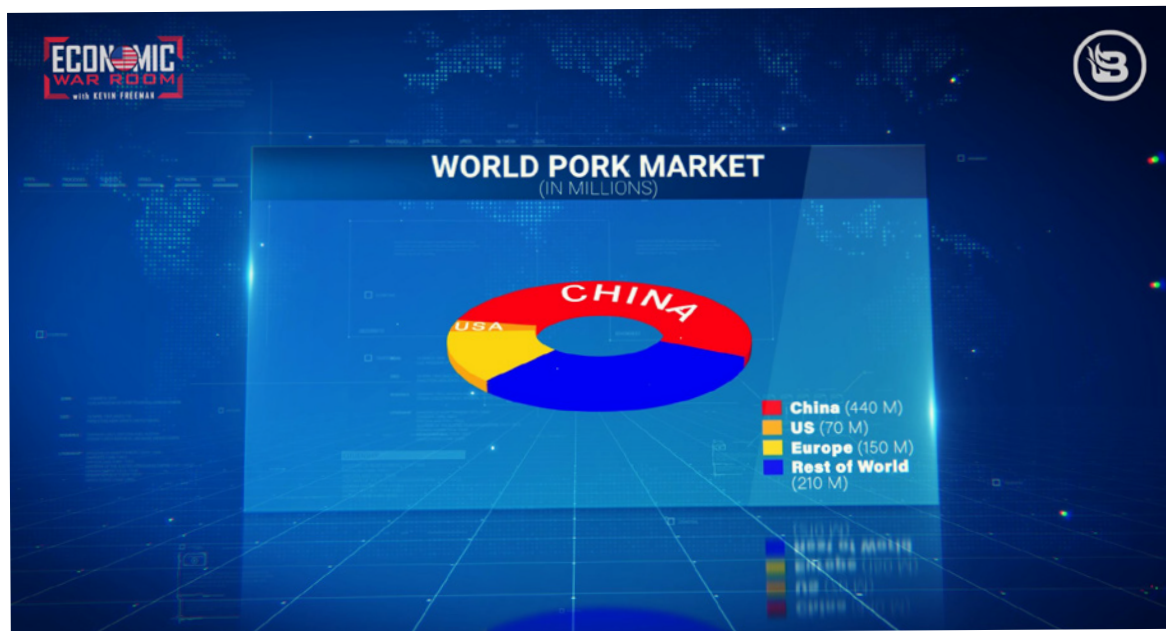 ECONOMIC
WAR ROOM
with KEVIN FREEMAN
B
WORLD PORK MARKET
(IN MILLIONS)
CHINA
USA
China (440 M)
US (70 M)
Europe (150 M)
Rest of World
(210 M)